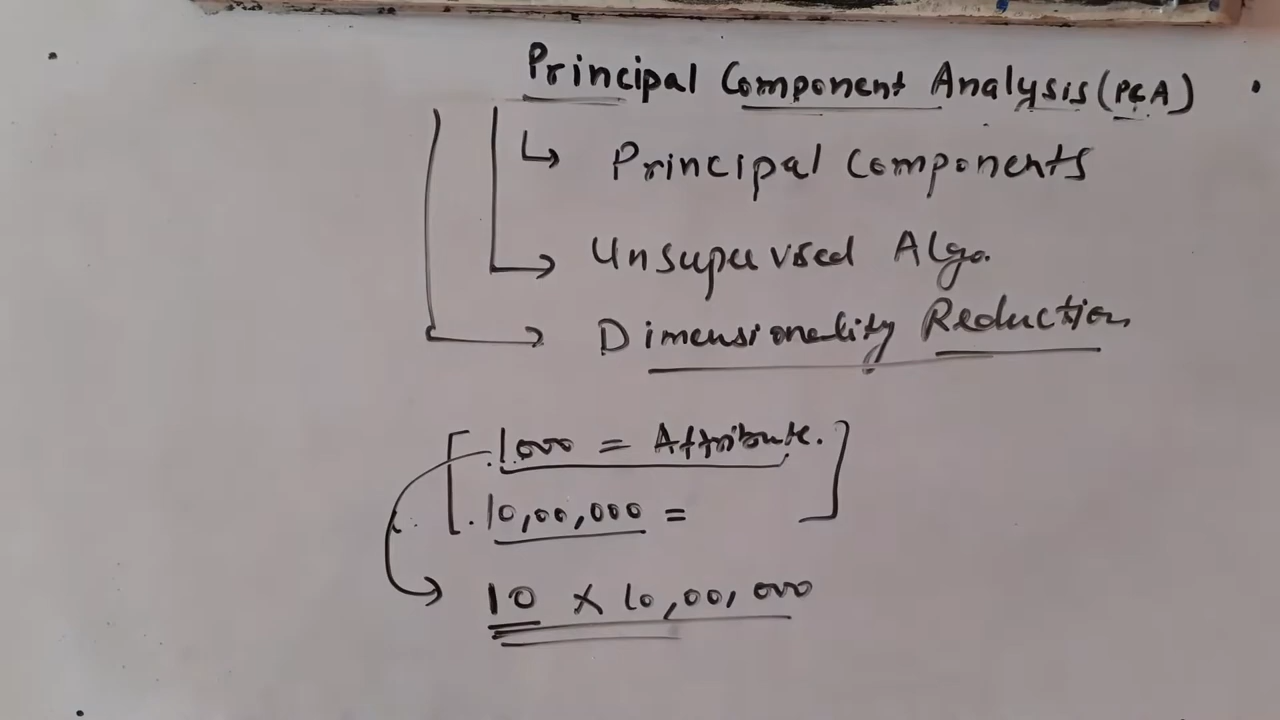 Principal Component Analysis (PCA)
↳ Principal Components
→ Unsupervised Algo.
→ Dimensionality Reduction
[.1000 = Attribute.]
[.10,00,000 = ]
10 × 10,00,000